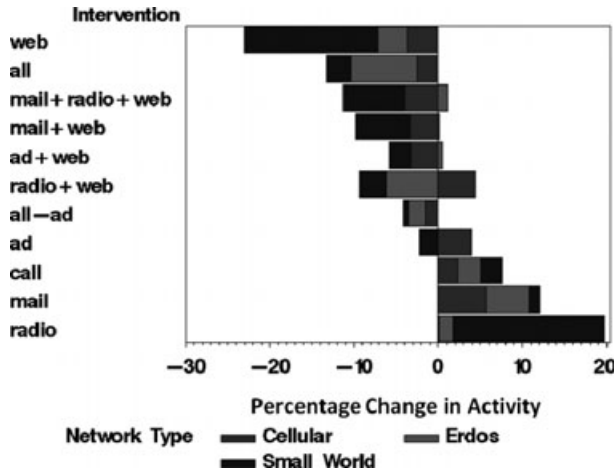 Intervention
web
all
mail+radio+web
mail+web
ad+web
radio+web
all—ad
ad
call
mail
radio
−30 −20 −10 0 10 20
Percentage Change in Activity
Network Type Cellular Erdos
Small World